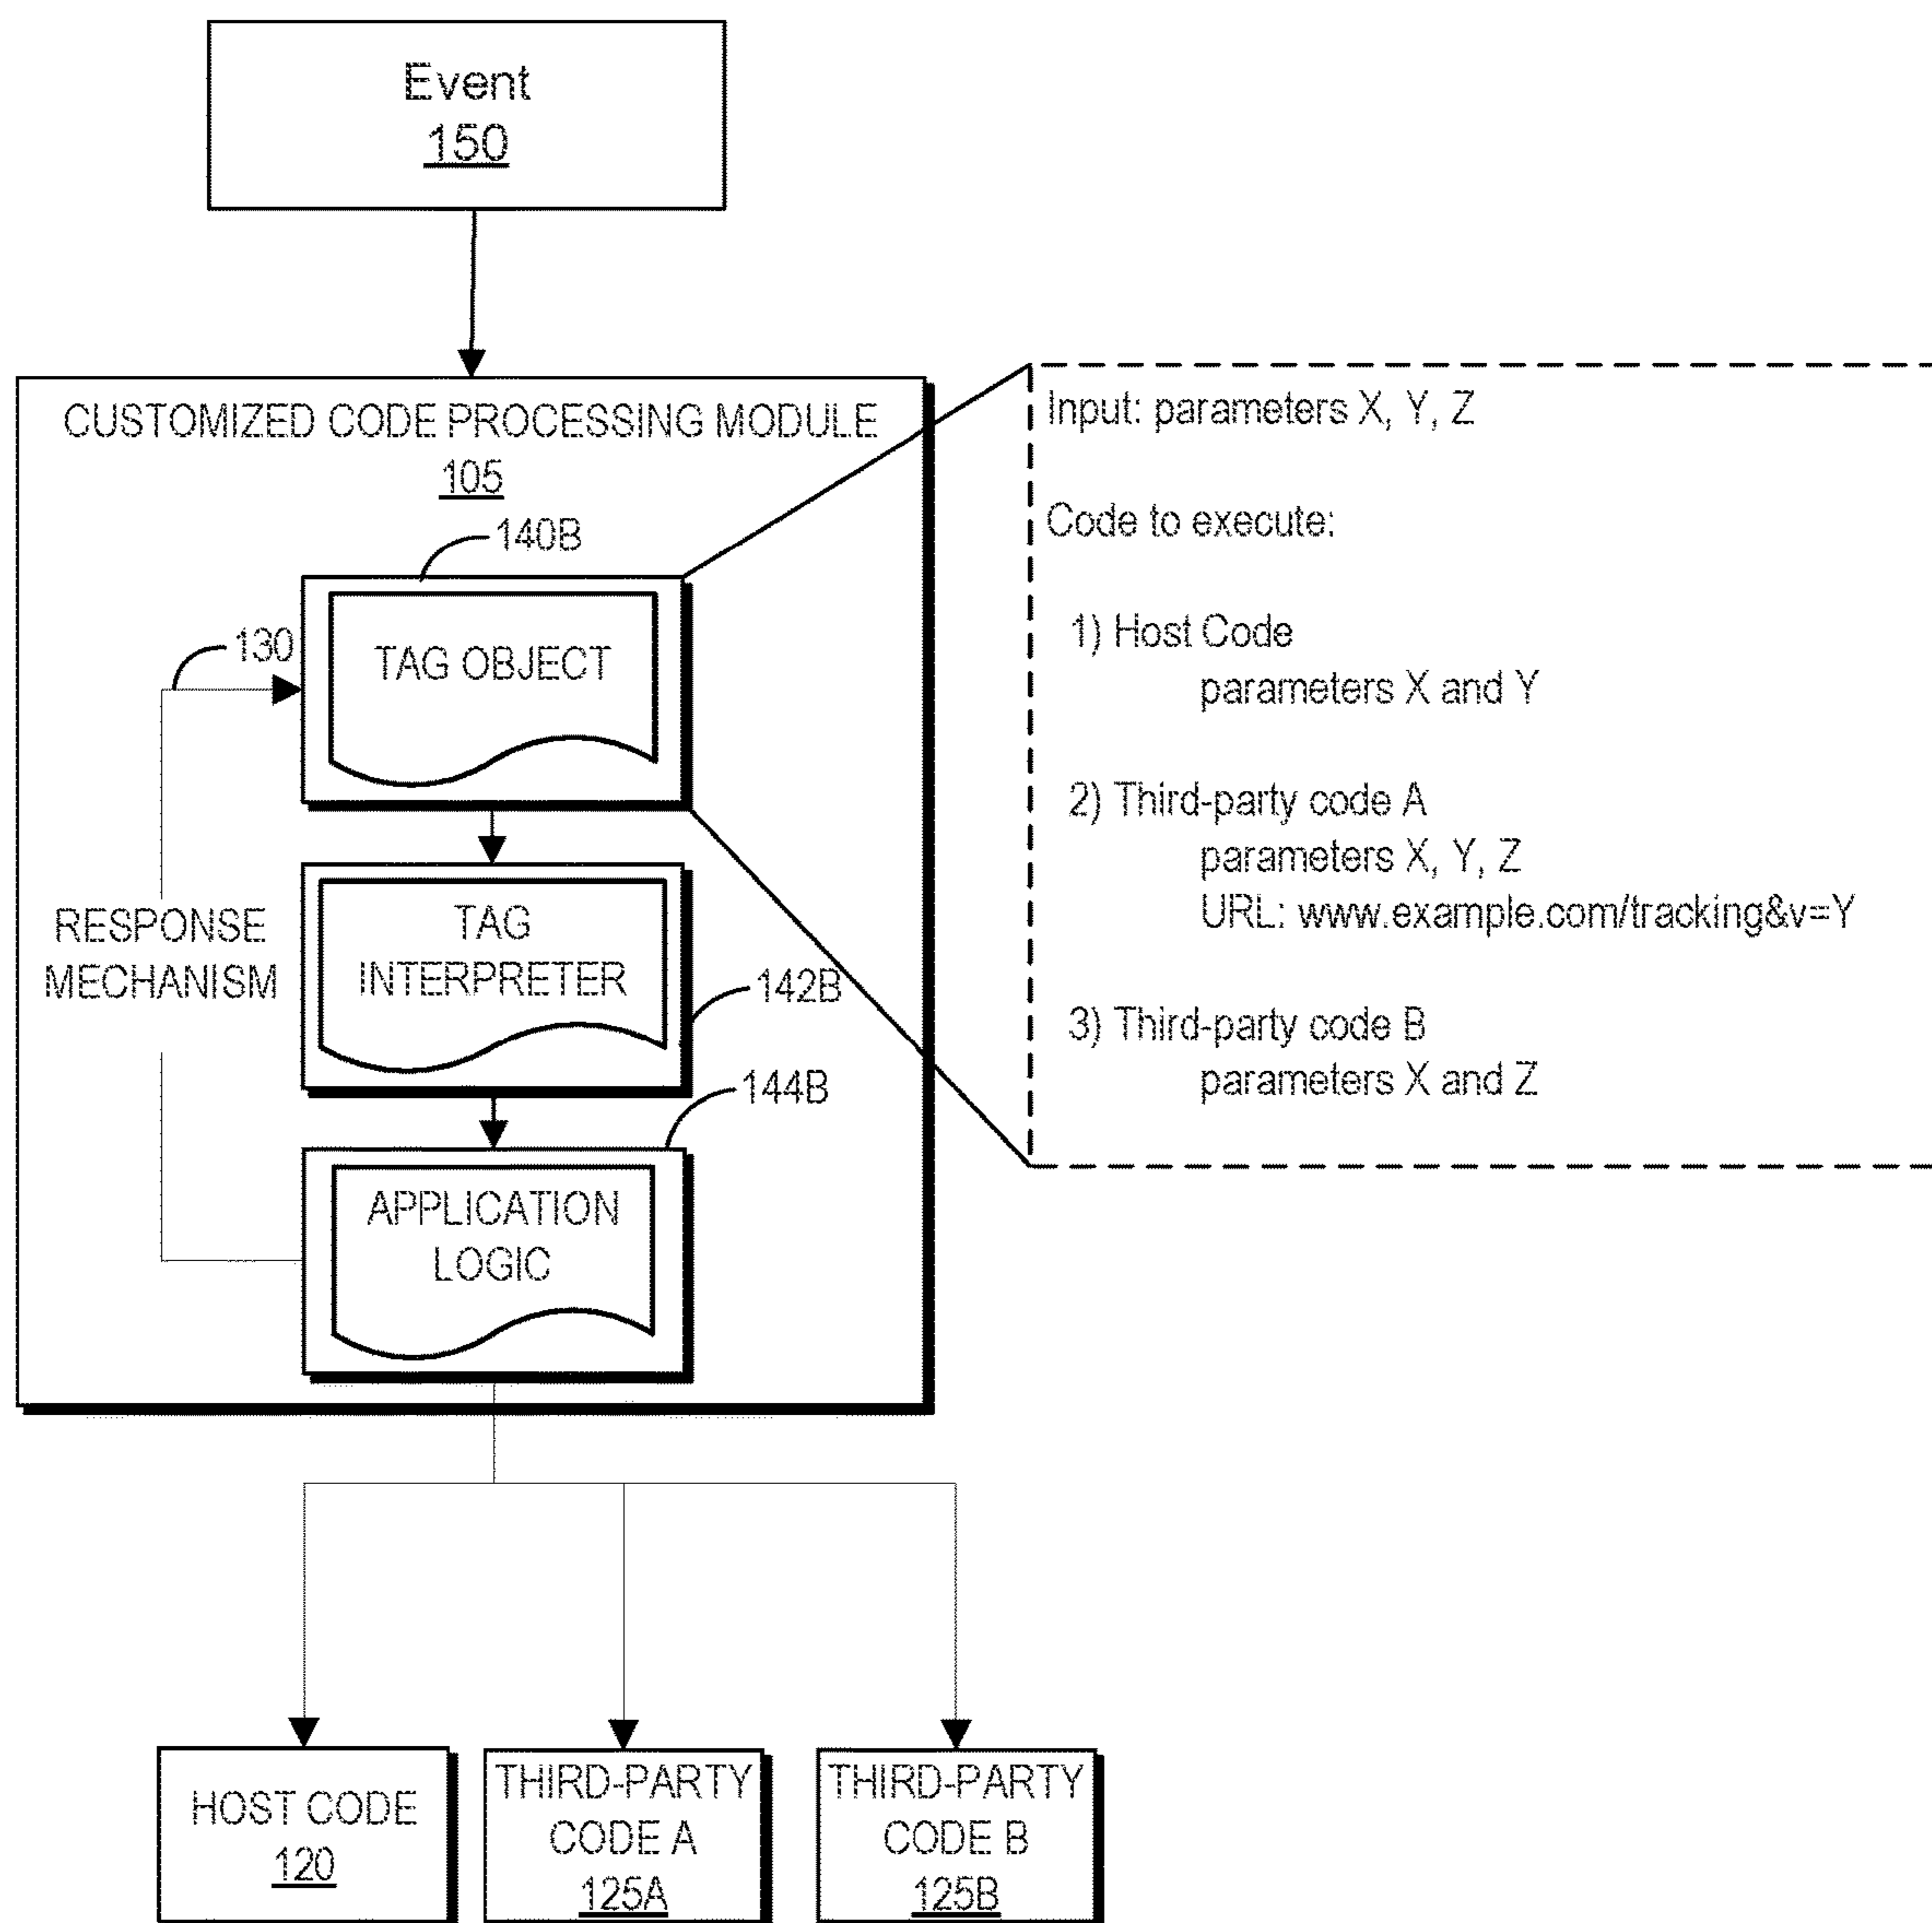 Event
150
CUSTOMIZED CODE PROCESSING MODULE
105
140B
TAG OBJECT
130
RESPONSE
MECHANISM
TAG
INTERPRETER
142B
144B
APPLICATION
LOGIC
Input: parameters X, Y, Z
Code to execute:
1) Host Code
parameters X and Y
2) Third-party code A
parameters X, Y, Z
URL: www.example.com/tracking&v=Y
3) Third-party code B
parameters X and Z
HOST CODE
120
THIRD-PARTY
CODE A
125A
THIRD-PARTY
CODE B
125B